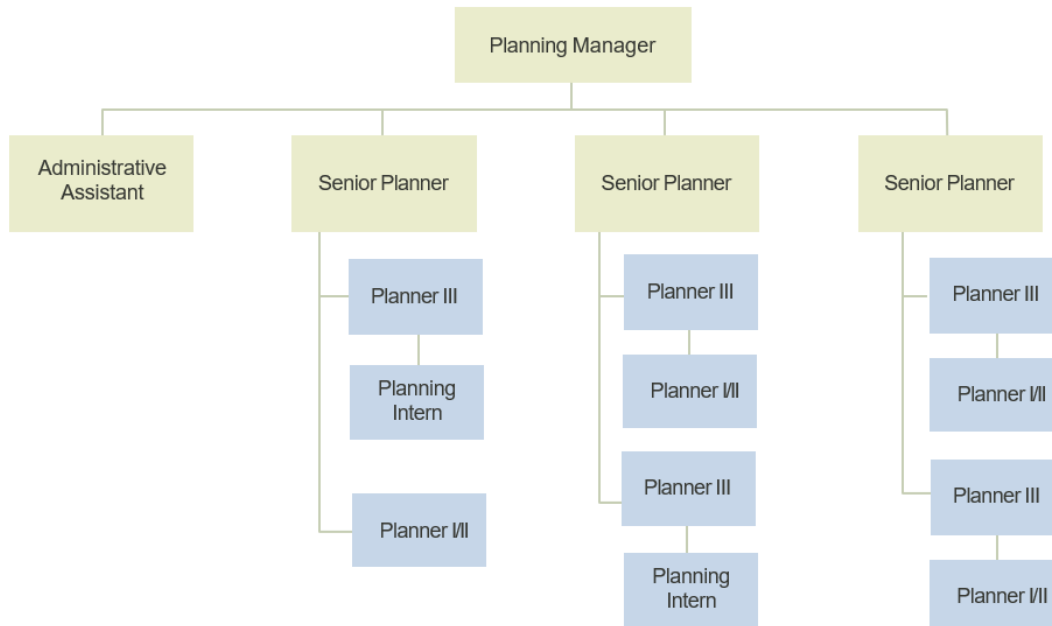 Planning Manager
Administrative
Assistant
Senior Planner
Senior Planner
Senior Planner
Planner III
Planning
Intern
Planner I/II
Planner III
Planner I/II
Planner III
Planning
Intern
Planner III
Planner I/II
Planner III
Planner I/II